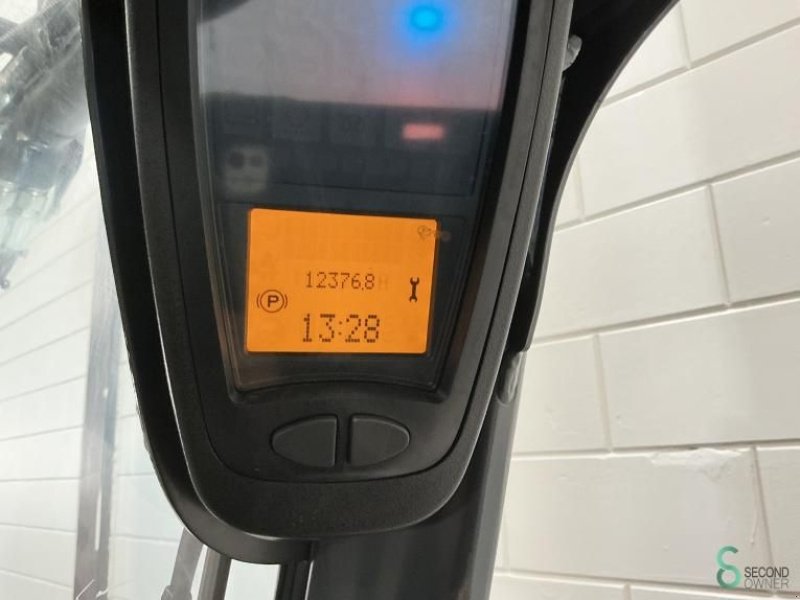 12376.8H
P
13:28
SECOND
OWNER